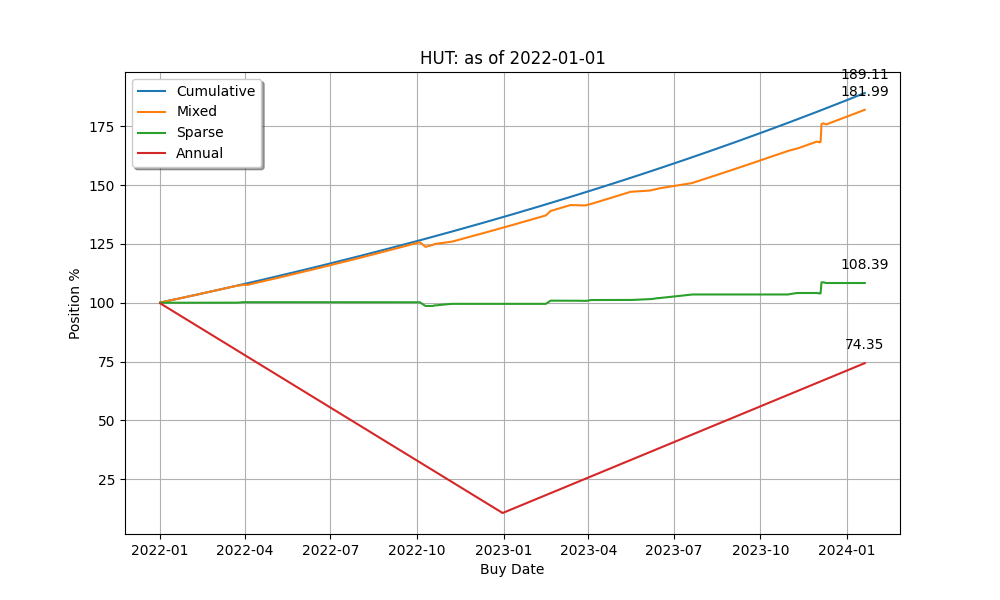 HUT: as of 2022-01-01
189.11
181.99
Cumulative
Mixed
Sparse
Annual
108.39
74.35
175
150
125
100
75
50
25
Position %
2022-01 2022-04 2022-07 2022-10 2023-01 2023-04 2023-07 2023-10 2024-01
Buy Date